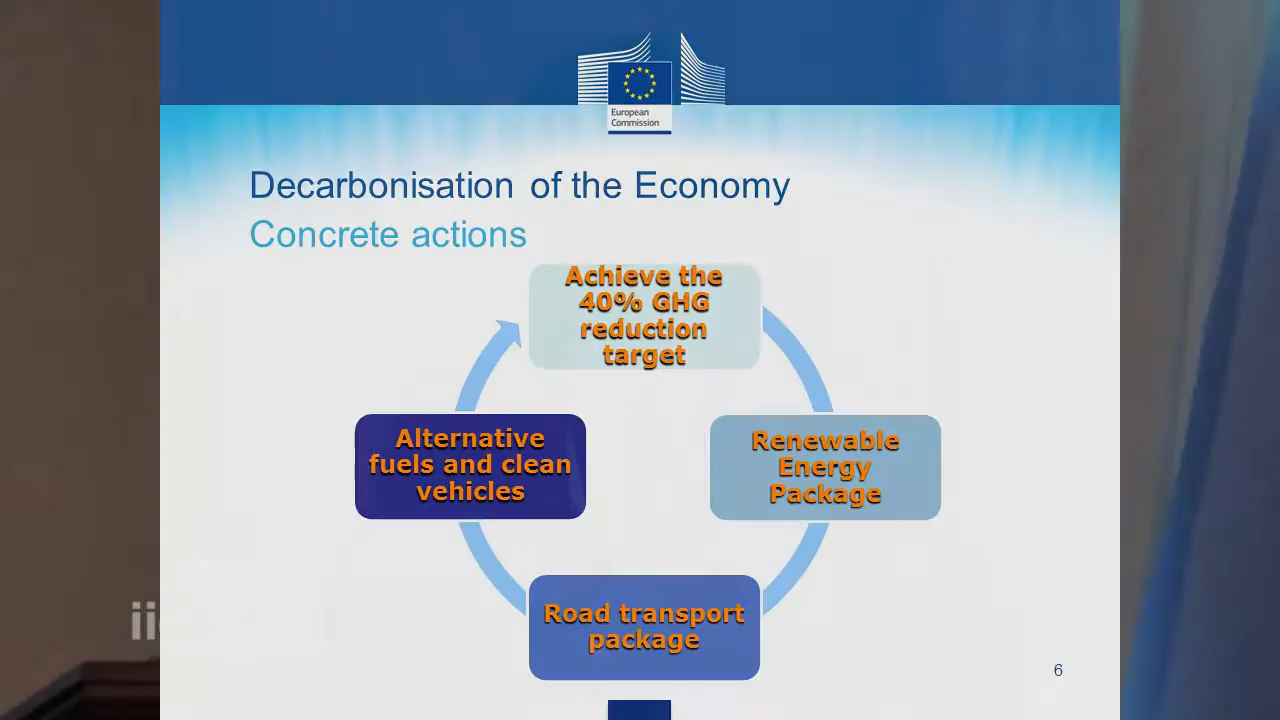 European
Commission
Decarbonisation of the Economy
Concrete actions
Achieve the
40% GHG
reduction
target
Alternative
fuels and clean
vehicles
Renewable
Energy
Package
Road transport
package
6